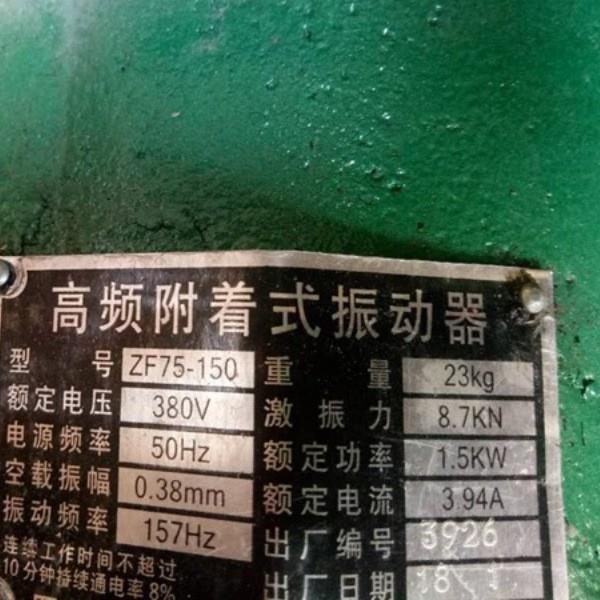 高频附着式振动器
型号 ZF75-150 重量 23kg
额定电压 380V 激振力 8.7KN
电源频率 50Hz 额定功率 1.5KW
空载振幅 0.38mm 额定电流 3.94A
振动频率 157Hz 出厂编号 3926
连续工作时间不超过 出厂日期 18 1
10分钟持续通电率8%